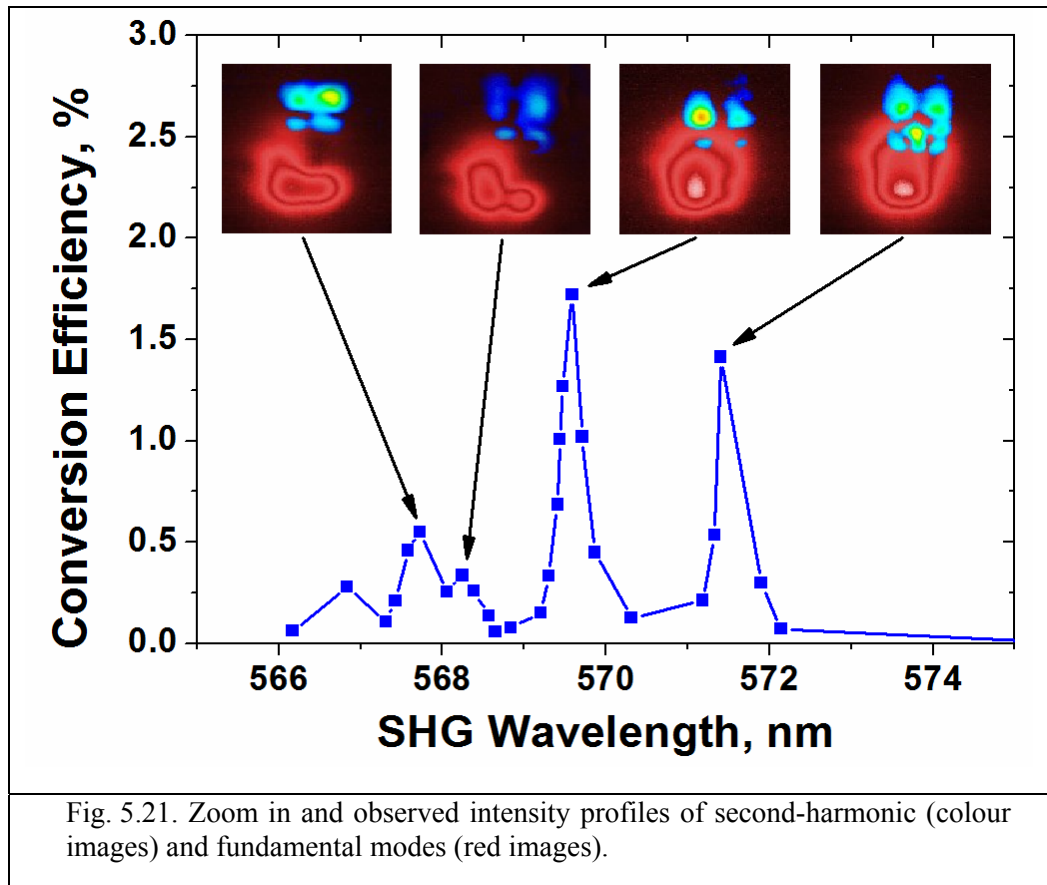 3.0
2.5
2.0
1.5
1.0
0.5
0.0
Conversion Efficiency, %
566 568 570 572 574
SHG Wavelength, nm
Fig. 5.21. Zoom in and observed intensity profiles of second-harmonic (colour
images) and fundamental modes (red images).